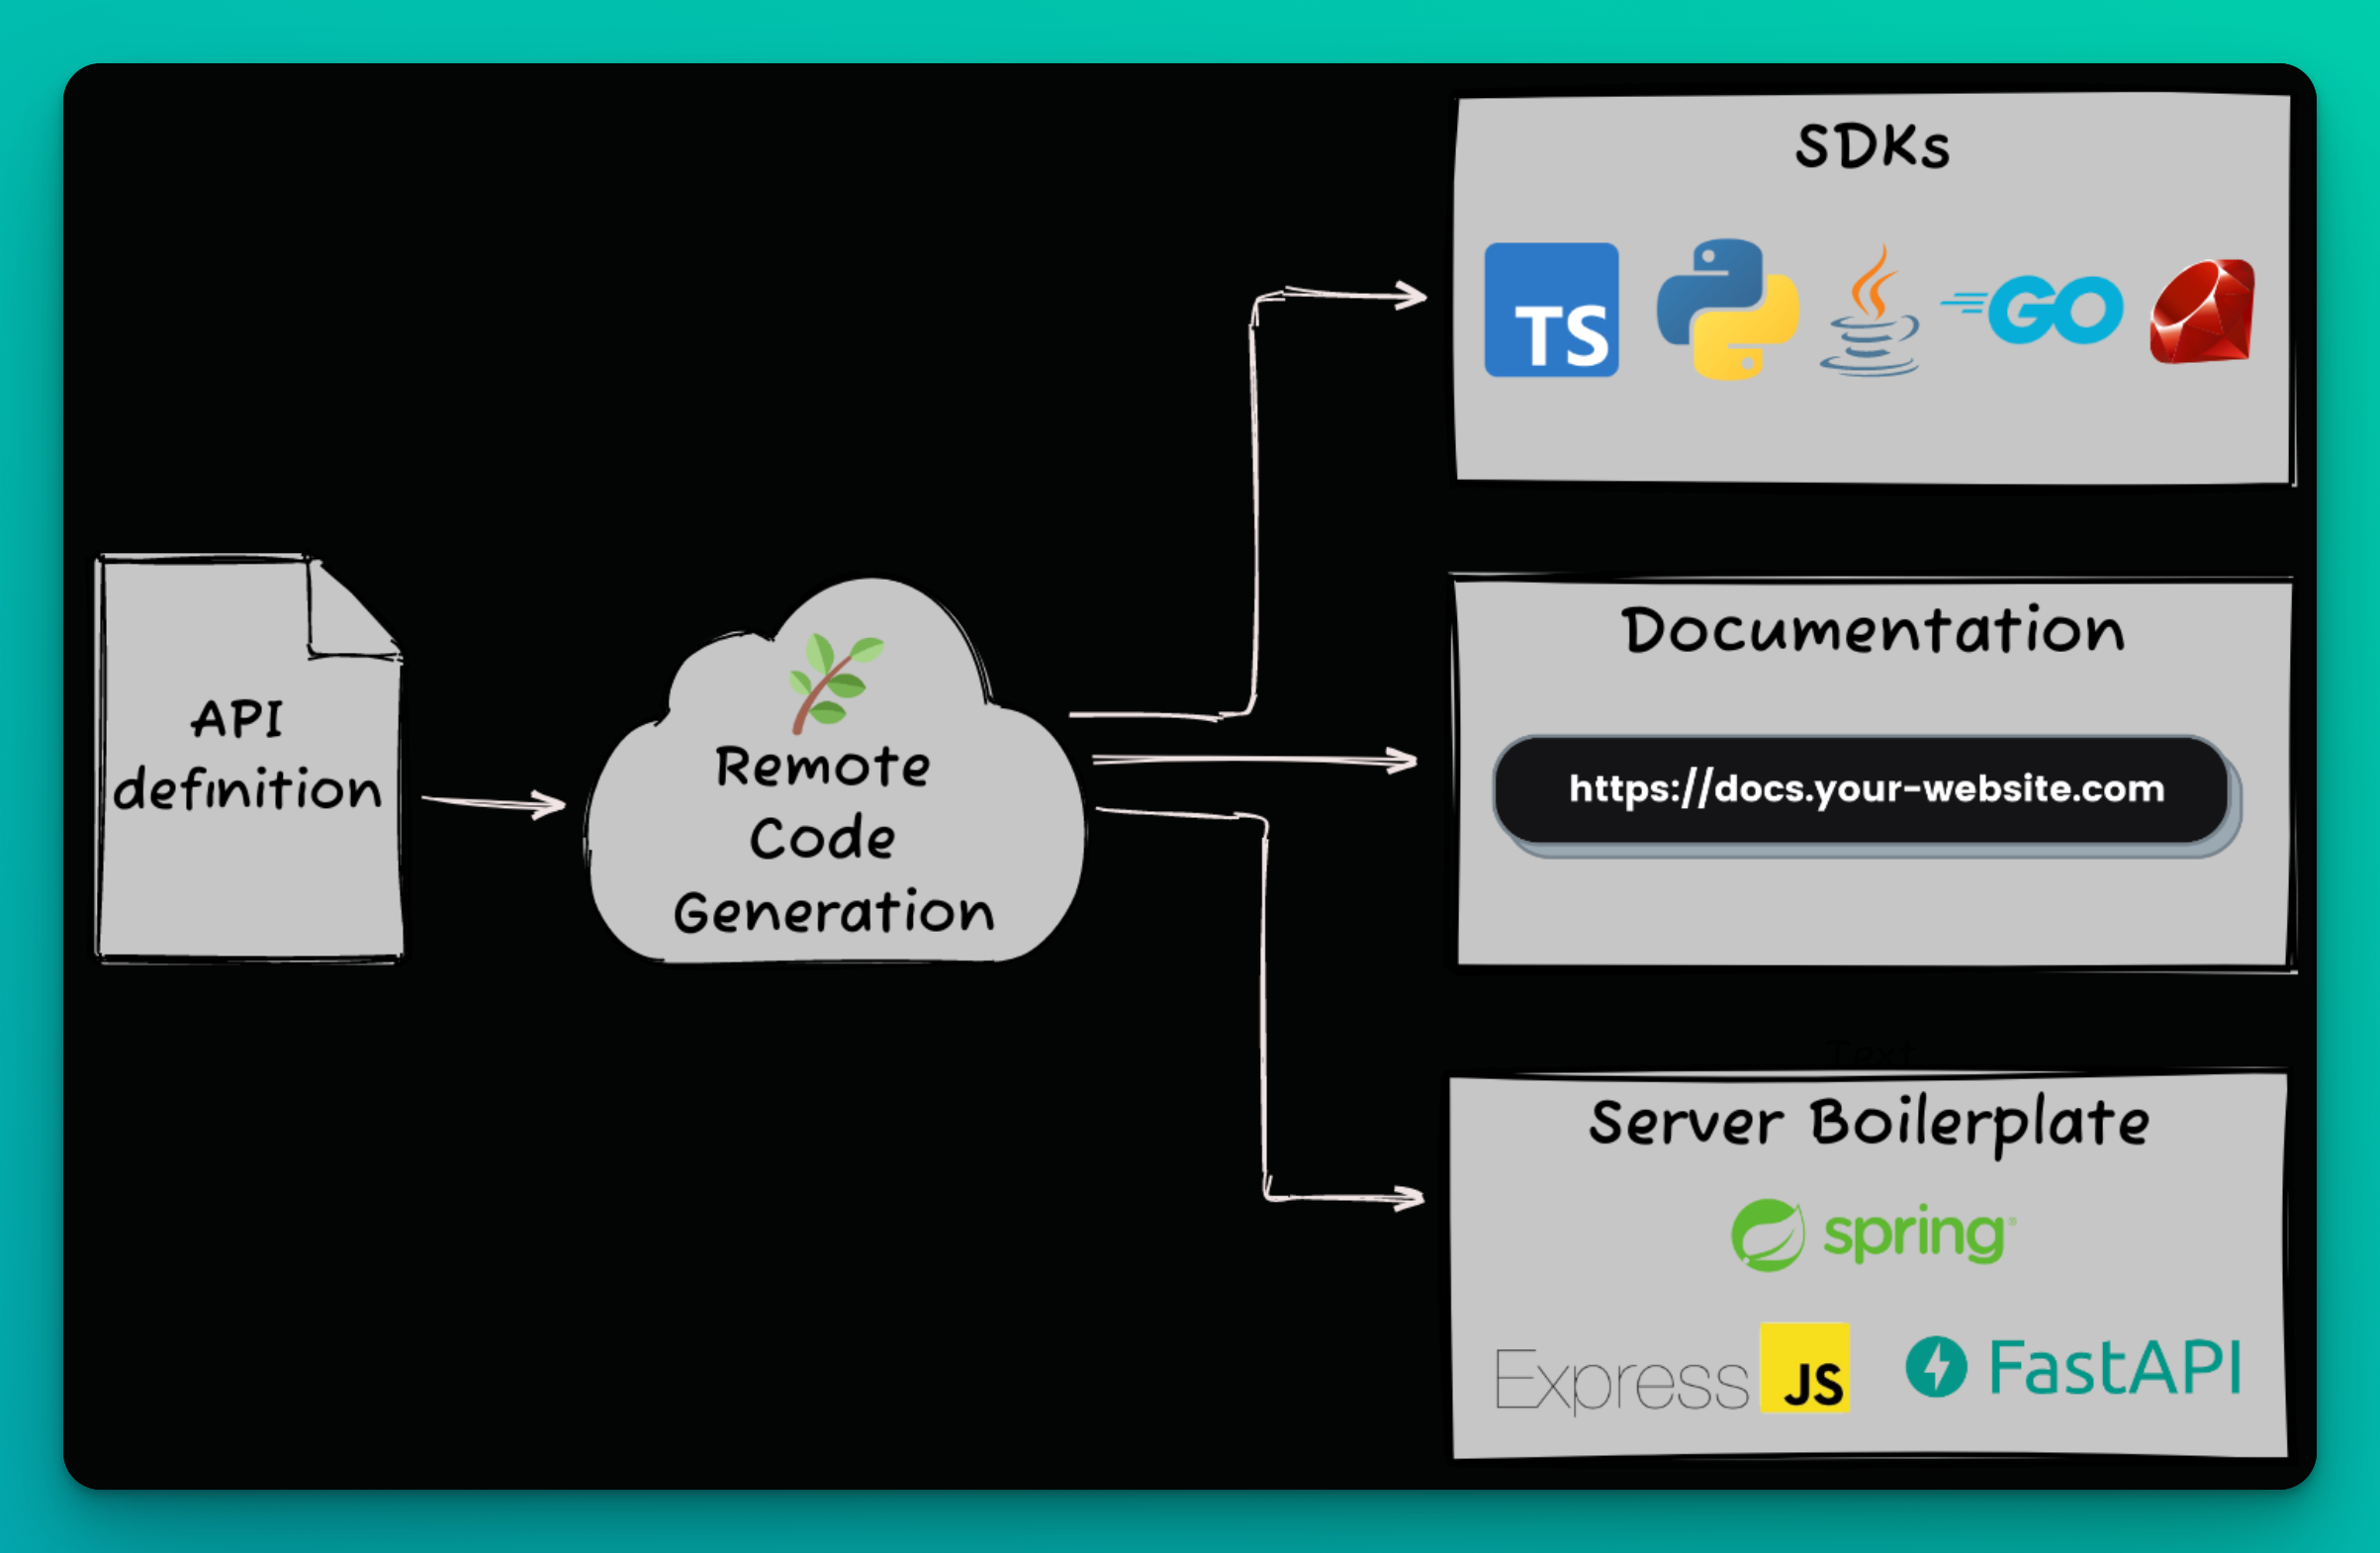 API
definition
Remote
Code
Generation
SDKs
TS
GO
Documentation
https://docs.your-website.com
Text
Server Boilerplate
spring®
Express JS
FastAPI